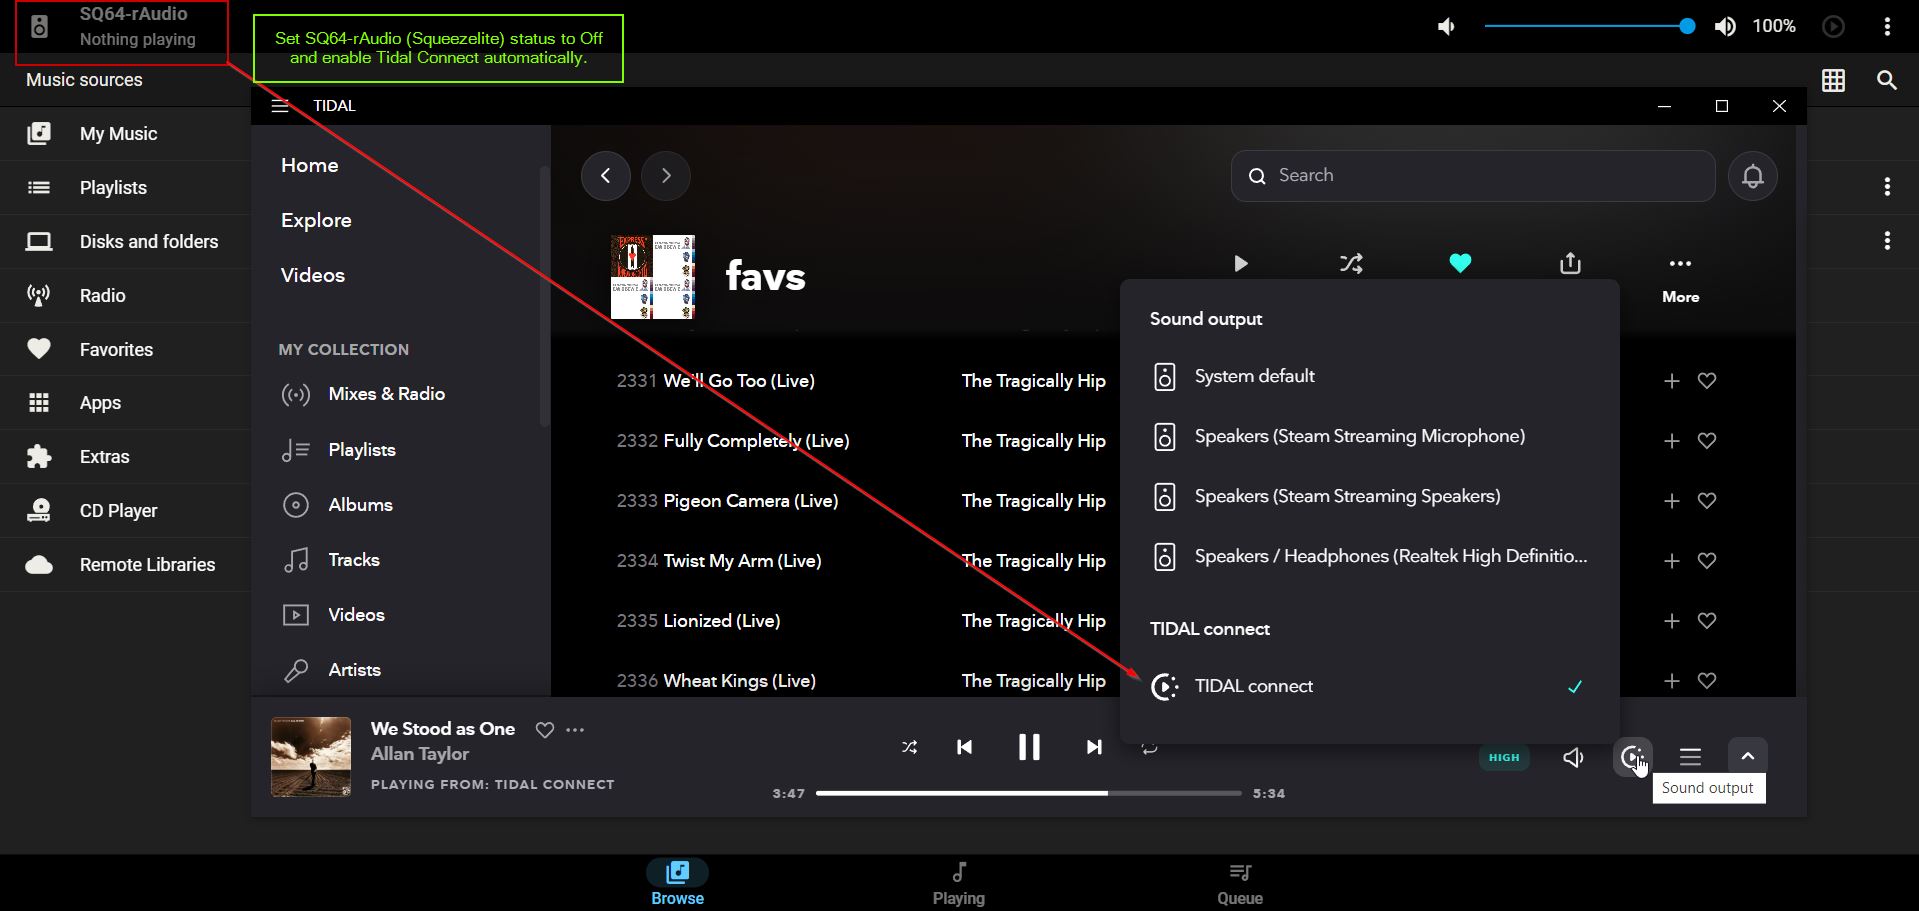 SQ64-rAudio
Nothing playing
Set SQ64-rAudio (Squeezelite) status to Off
and enable Tidal Connect automatically.
100%
Music sources
My Music
Playlists
Disks and folders
Radio
Favorites
Apps
Extras
CD Player
Remote Libraries
TIDAL
Home
Explore
Videos
MY COLLECTION
Mixes & Radio
Playlists
Albums
Tracks
Videos
Artists
Search
favs
More
2331 We'll Go Too (Live) The Tragically Hip
2332 Fully Completely (Live) The Tragically Hip
2333 Pigeon Camera (Live) The Tragically Hip
2334 Twist My Arm (Live) The Tragically Hip
2335 Lionized (Live) The Tragically Hip
2336 Wheat Kings (Live) The Tragically Hip
Sound output
System default
Speakers (Steam Streaming Microphone)
Speakers (Steam Streaming Speakers)
Speakers / Headphones (Realtek High Definitio...
TIDAL connect
TIDAL connect
We Stood as One
Allan Taylor
PLAYING FROM: TIDAL CONNECT
3:47
5:34
HIGH
Sound output
Browse
Playing
Queue